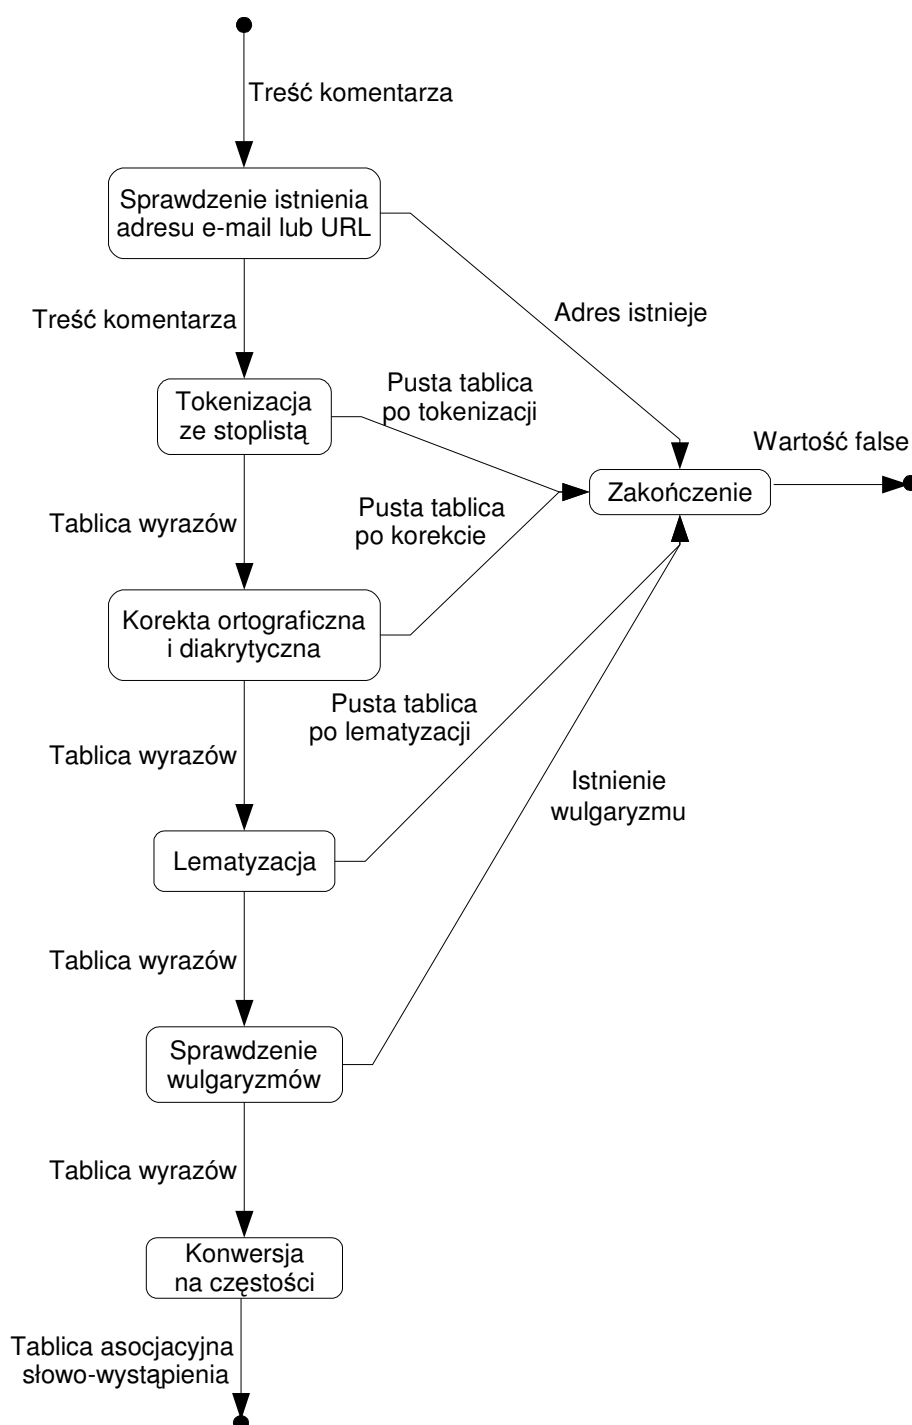 Treść komentarza
Sprawdzenie istnienia
adresu e-mail lub URL
Treść komentarza
Adres istnieje
Pusta tablica
po tokenizacji
Tokenizacja
ze stoplistą
Wartość false
Zakończenie
Tablica wyrazów
Pusta tablica
po korekcie
Korekta ortograficzna
i diakrytyczna
Pusta tablica
po lematyzacji
Tablica wyrazów
Istnienie
wulgaryzmu
Lematyzacja
Tablica wyrazów
Sprawdzenie
wulgaryzmów
Tablica wyrazów
Konwersja
na częstości
Tablica asocjacyjna
słowo-wystąpienia